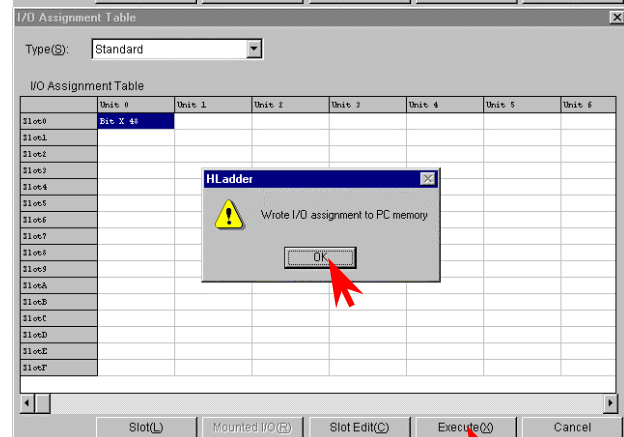 I/O Assignment Table
Type(S): Standard
I/O Assignment Table
Unit 0 Unit 1 Unit 2 Unit 3 Unit 4 Unit 5 Unit 6
Slot0 Bit X 48
Slot1
Slot2
Slot3
Slot4
Slot5
Slot6
Slot7
Slot8
Slot9
SlotA
SlotB
SlotC
SlotD
SlotE
SlotF
HLadder
Wrote I/O assignment to PC memory
OK
Slot(L) Mounted I/O(R) Slot Edit(C) Execute(X) Cancel